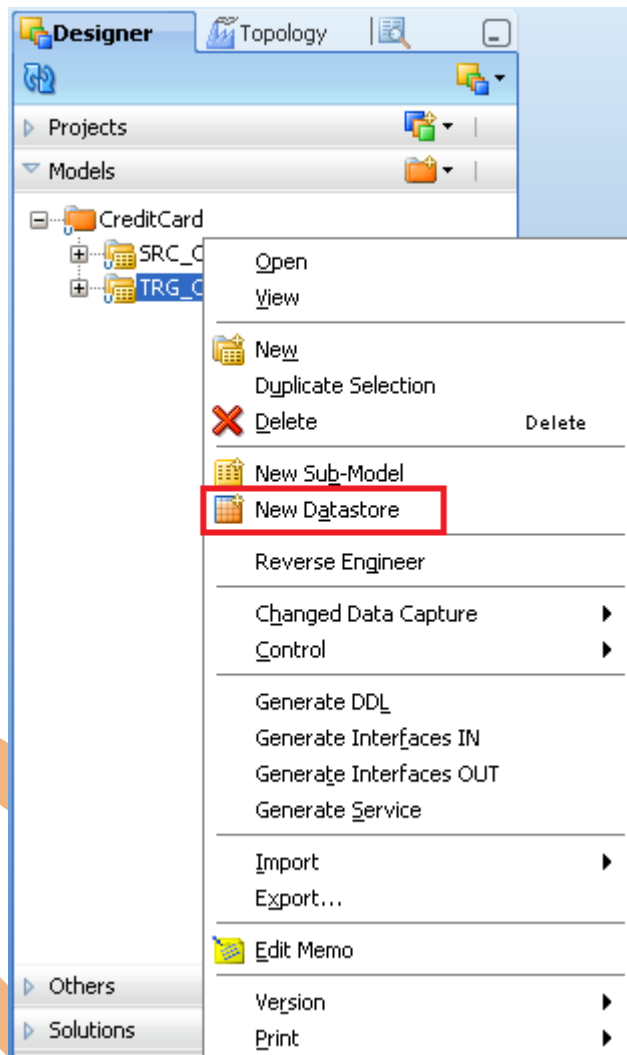 Designer Topology
Projects
Models
CreditCard
SRC_C
TRG_C
Open
View
New
Duplicate Selection
Delete Delete
New Sub-Model
New Datastore
Reverse Engineer
Changed Data Capture
Control
Generate DDL
Generate Interfaces IN
Generate Interfaces OUT
Generate Service
Import
Export...
Edit Memo
Others
Version
Solutions
Print